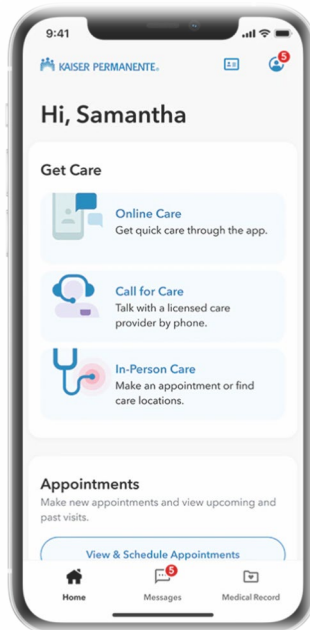 9:41
KAISER PERMANENTE®
5
Hi, Samantha
Get Care
Online Care
Get quick care through the app.
Call for Care
Talk with a licensed care
provider by phone.
In-Person Care
Make an appointment or find
care locations.
Appointments
Make new appointments and view upcoming and
past visits.
View & Schedule Appointments
5
Home
Messages
Medical Record